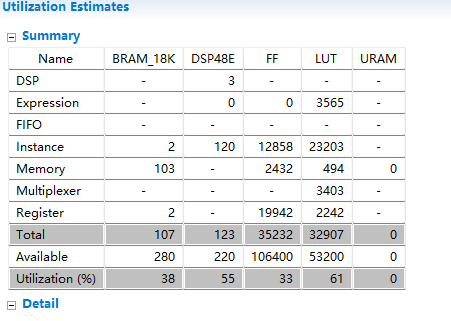 Utilization Estimates
Summary
Name BRAM_18K DSP48E FF LUT URAM
DSP - 3 - - -
Expression - 0 0 3565 -
FIFO - - - - -
Instance 2 120 12858 23203 -
Memory 103 - 2432 494 0
Multiplexer - - - 3403 -
Register 2 - 19942 2242 -
Total 107 123 35232 32907 0
Available 280 220 106400 53200 0
Utilization (%) 38 55 33 61 0
Detail